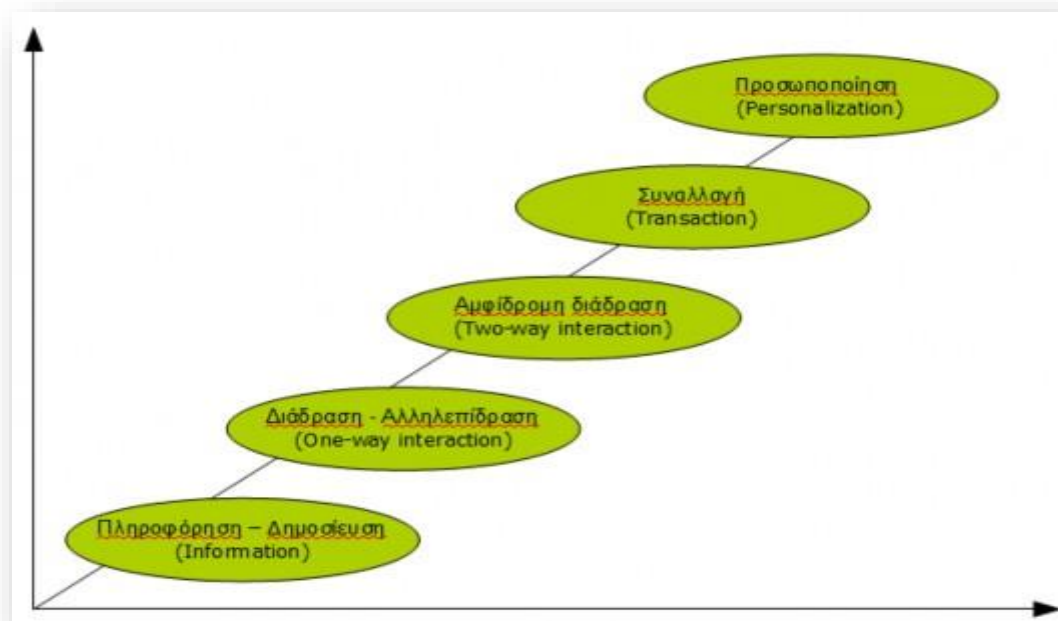 Προσωποποίηση
(Personalization)
Συναλλαγή
(Transaction)
Αμφίδρομη διάδραση
(Two-way interaction)
Διάδραση - Αλληλεπίδραση
(One-way interaction)
Πληροφόρηση – Δημοσίευση
(Information)